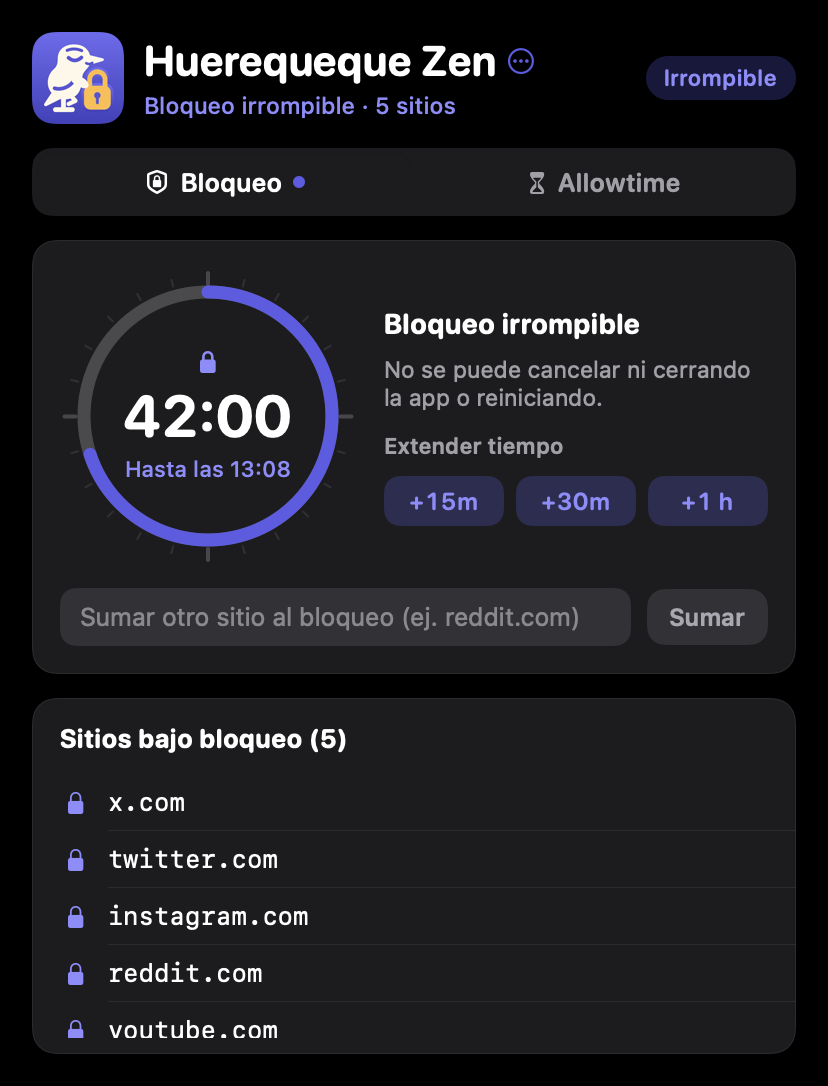 Huerequeque Zen
Bloqueo irrompible · 5 sitios
Irrompible
Bloqueo
Allowtime
42:00
Hasta las 13:08
Bloqueo irrompible
No se puede cancelar ni cerrando
la app o reiniciando.
Extender tiempo
+15m
+30m
+1 h
Sumar otro sitio al bloqueo (ej. reddit.com)
Sumar
Sitios bajo bloqueo (5)
x.com
twitter.com
instagram.com
reddit.com
youtube.com